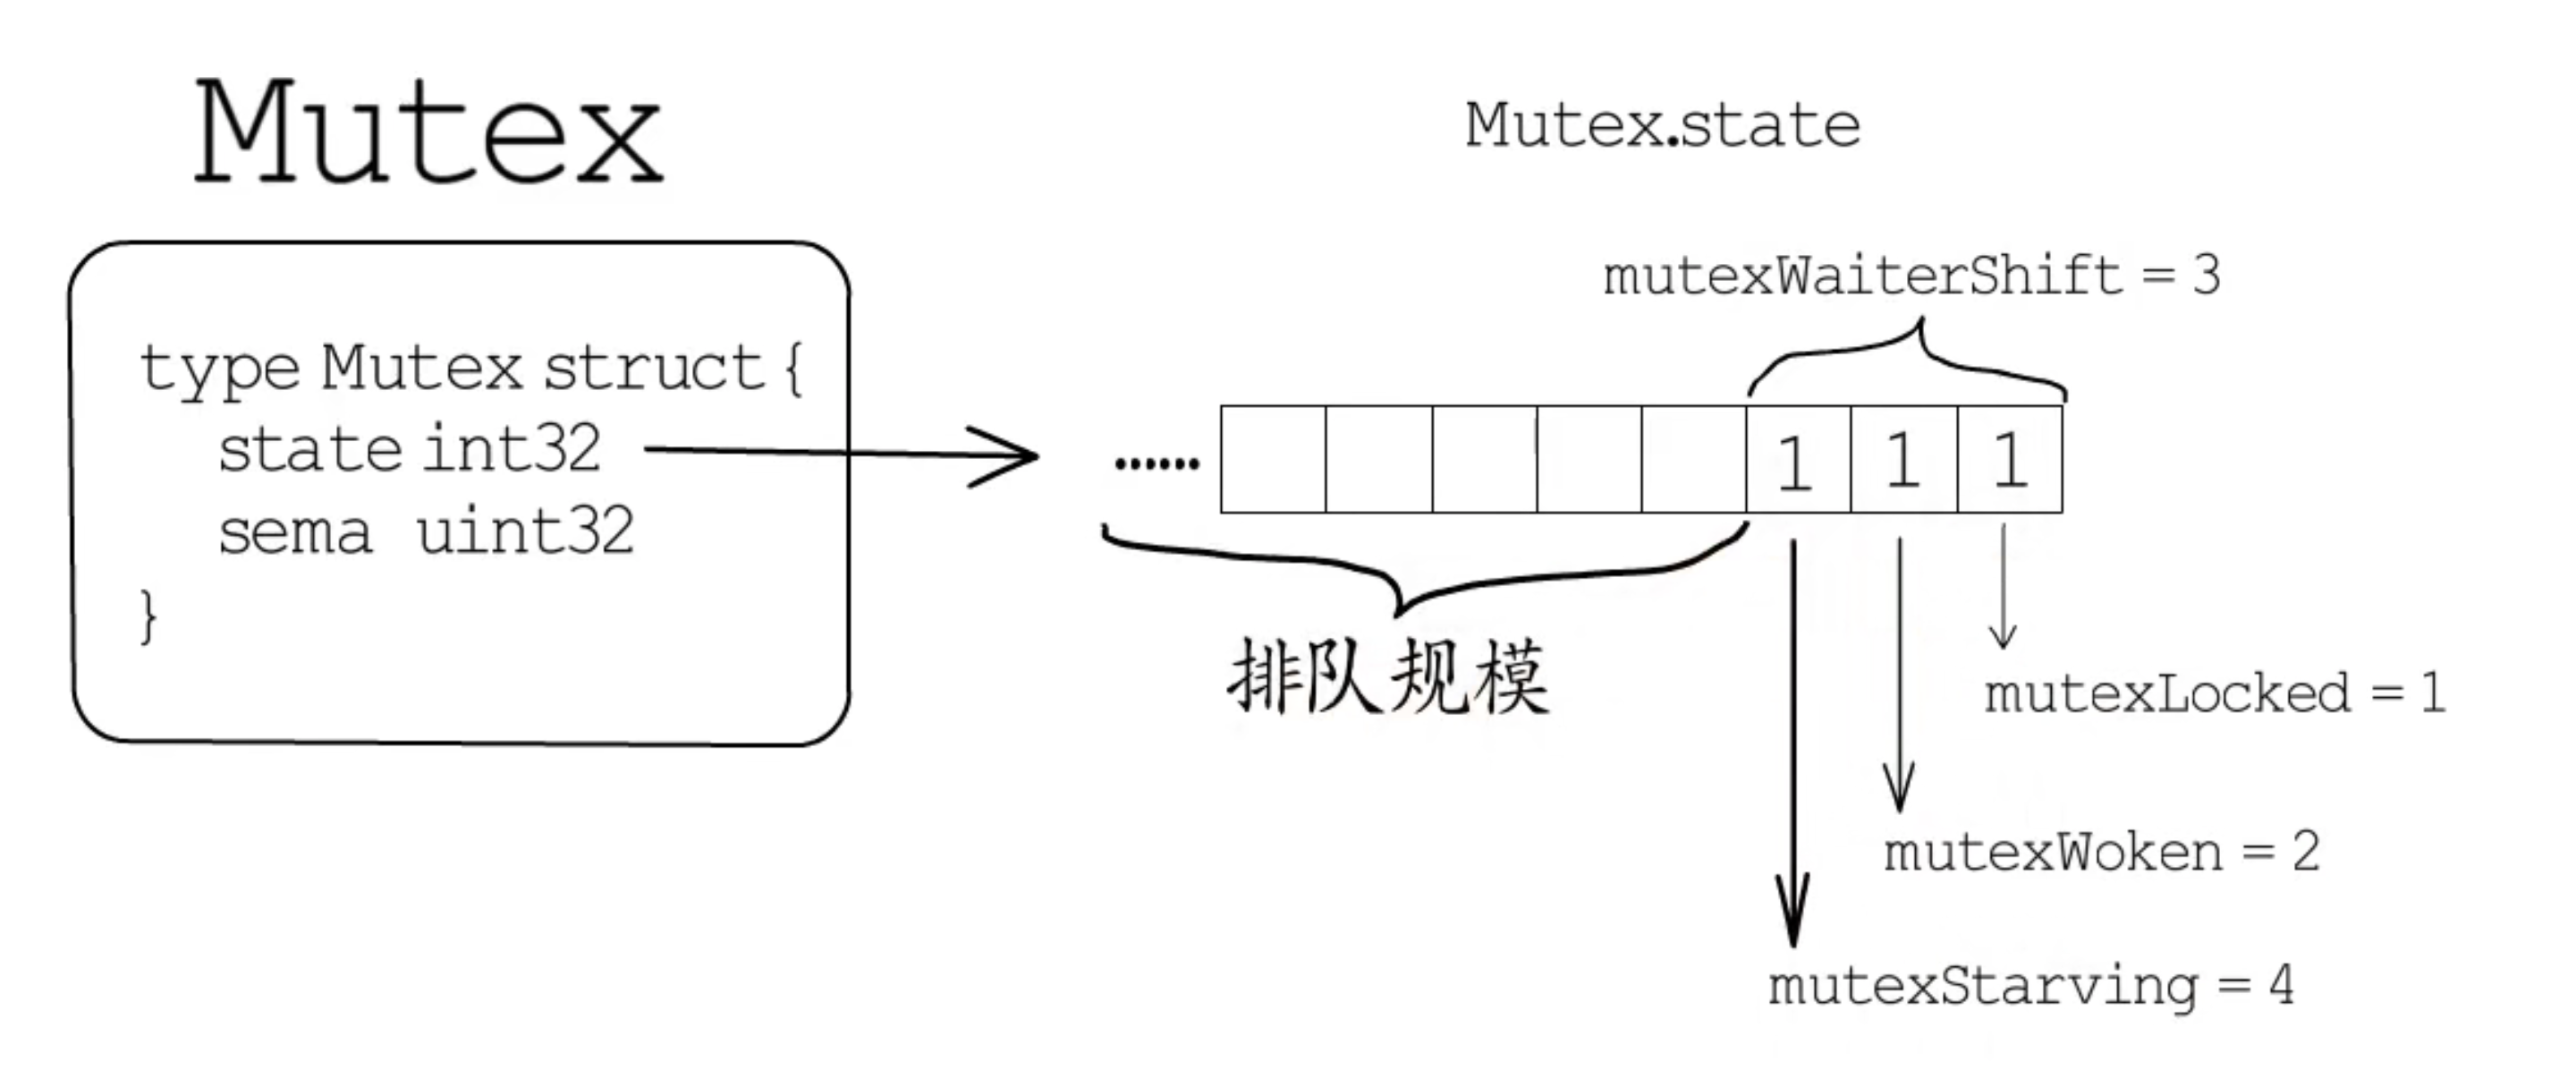 Mutex
type Mutex struct {
state int32
sema uint32
}
Mutex.state
mutexWaiterShift = 3
...... 1 1 1
排队规模
mutexLocked = 1
mutexWoken = 2
mutexStarving = 4